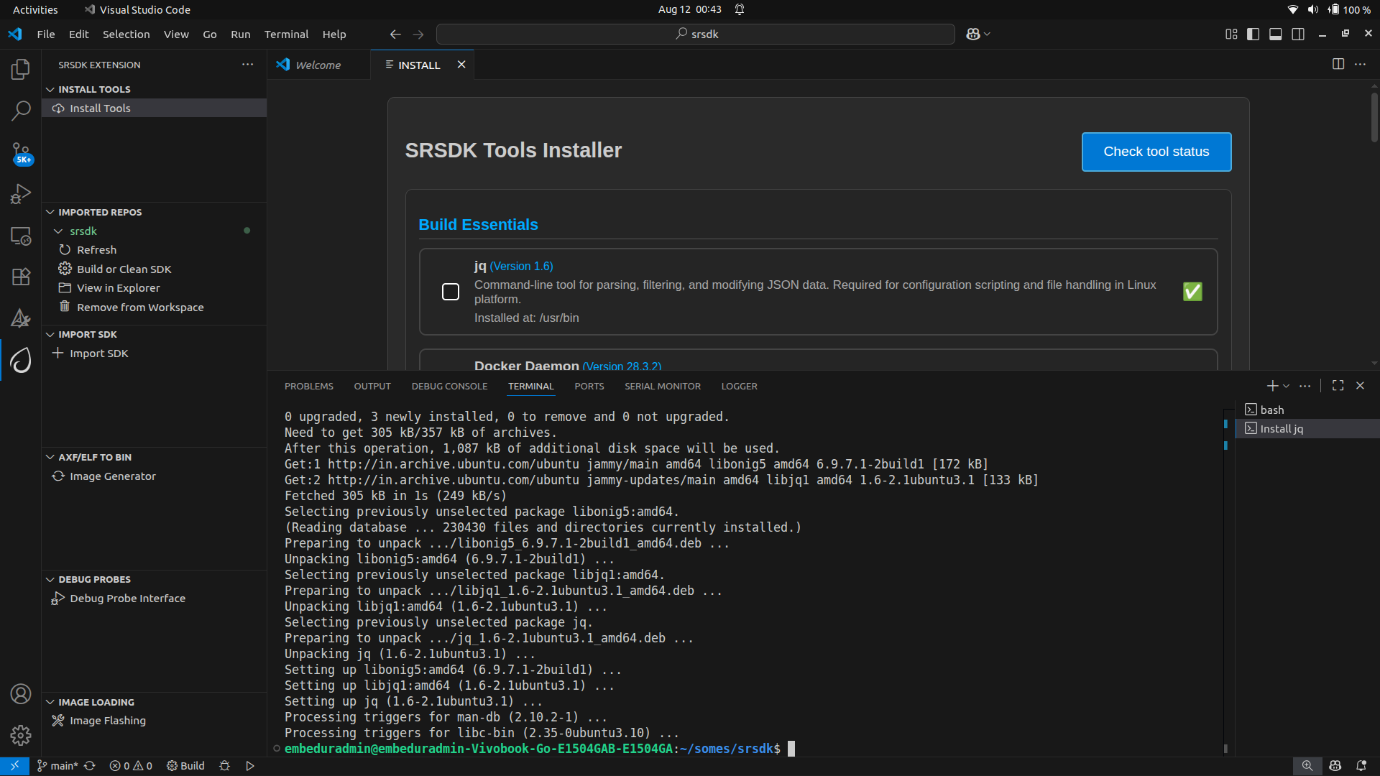 Activities
Visual Studio Code
Aug 12 00:43
100 %
File Edit Selection View Go Run Terminal Help
srsdk
SRSDK EXTENSION
INSTALL TOOLS
Install Tools
5K+
IMPORTED REPOS
srsdk
Refresh
Build or Clean SDK
View in Explorer
Remove from Workspace
IMPORT SDK
Import SDK
AXF/ELF TO BIN
Image Generator
DEBUG PROBES
Debug Probe Interface
IMAGE LOADING
Image Flashing
Welcome
INSTALL
SRSDK Tools Installer
Check tool status
Build Essentials
jq (Version 1.6)
Command-line tool for parsing, filtering, and modifying JSON data. Required for configuration scripting and file handling in Linux
platform.
Installed at: /usr/bin
Docker Daemon (Version 28.3.2)
PROBLEMS OUTPUT DEBUG CONSOLE TERMINAL PORTS SERIAL MONITOR LOGGER
0 upgraded, 3 newly installed, 0 to remove and 0 not upgraded.
Need to get 305 kB/357 kB of archives.
After this operation, 1,087 kB of additional disk space will be used.
Get:1 http://in.archive.ubuntu.com/ubuntu jammy/main amd64 libonig5 amd64 6.9.7.1-2build1 [172 kB]
Get:2 http://in.archive.ubuntu.com/ubuntu jammy-updates/main amd64 libjq1 amd64 1.6-2.1ubuntu3.1 [133 kB]
Fetched 305 kB in 1s (249 kB/s)
Selecting previously unselected package libonig5:amd64.
(Reading database ... 230430 files and directories currently installed.)
Preparing to unpack .../libonig5_6.9.7.1-2build1_amd64.deb ...
Unpacking libonig5:amd64 (6.9.7.1-2build1) ...
Selecting previously unselected package libjq1:amd64.
Preparing to unpack .../libjq1_1.6-2.1ubuntu3.1_amd64.deb ...
Unpacking libjq1:amd64 (1.6-2.1ubuntu3.1) ...
Selecting previously unselected package jq.
Preparing to unpack .../jq_1.6-2.1ubuntu3.1_amd64.deb ...
Unpacking jq (1.6-2.1ubuntu3.1) ...
Setting up libonig5:amd64 (6.9.7.1-2build1) ...
Setting up libjq1:amd64 (1.6-2.1ubuntu3.1) ...
Setting up jq (1.6-2.1ubuntu3.1) ...
Processing triggers for man-db (2.10.2-1) ...
Processing triggers for libc-bin (2.35-0ubuntu3.10) ...
embeduradmin@embeduradmin-Vivobook-Go-E1504GAB-E1504GA:~/somes/srsdk$
bash
Install jq
main* 0 0 Build